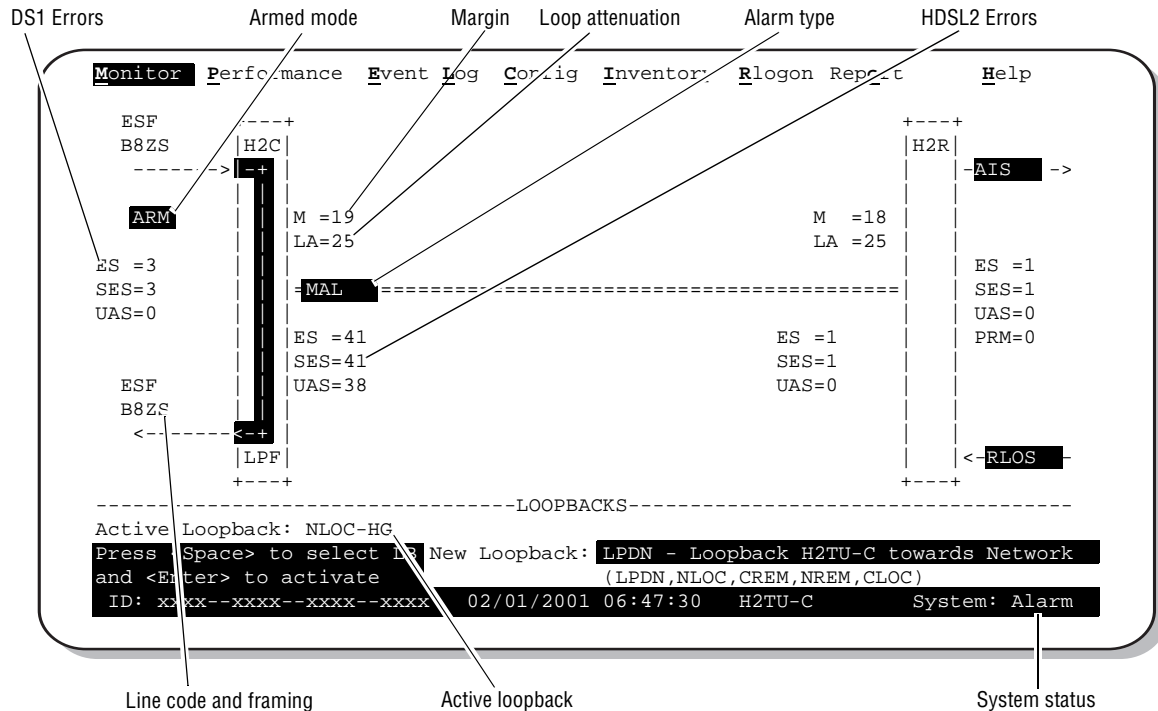 DS1 Errors Armed mode Margin Loop attenuation Alarm type HDSL2 Errors
Monitor Performance Event Log Config Inventory Rlogon Report Help
ESF +---+ +---+
B8ZS |H2C| |H2R|
------>|-+ | | |-AIS ->
ARM M =19 M =18
LA=25 LA =25
ES =3 ES =1
SES=3 =MAL ======================================== SES=1
UAS=0 UAS=0
ES =41 ES =1 PRM=0
SES=41 SES=1
ESF UAS=38 UAS=0
B8ZS
<--------<-+
|LPF| <-RLOS -
+---+ +---+
----------------------------------LOOPBACKS------------------------------------
Active Loopback: NLOC-HG
Press <Space> to select LB New Loopback: LPDN - Loopback H2TU-C towards Network
and <Enter> to activate (LPDN,NLOC,CREM,NREM,CLOC)
ID: xxxx--xxxx--xxxx--xxxx 02/01/2001 06:47:30 H2TU-C System: Alarm
Line code and framing Active loopback System status